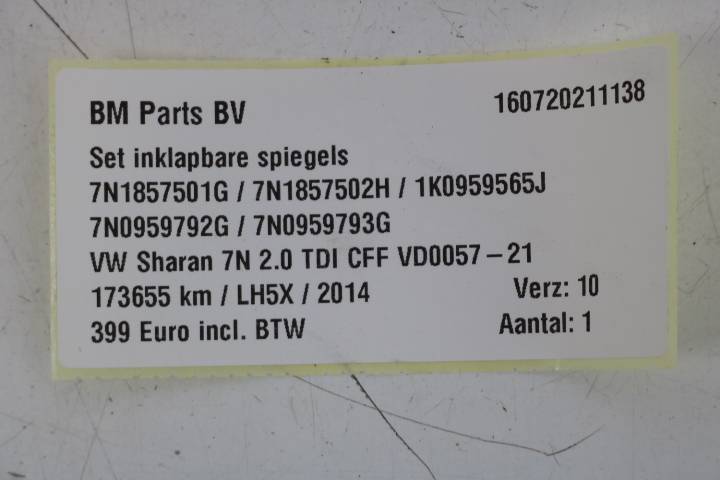 BM Parts BV 160720211138
Set inklapbare spiegels
7N1857501G / 7N1857502H / 1K0959565J
7N0959792G / 7N0959793G
VW Sharan 7N 2.0 TDI CFF VD0057-21
173655 km / LH5X / 2014 Verz: 10
399 Euro incl. BTW Aantal: 1